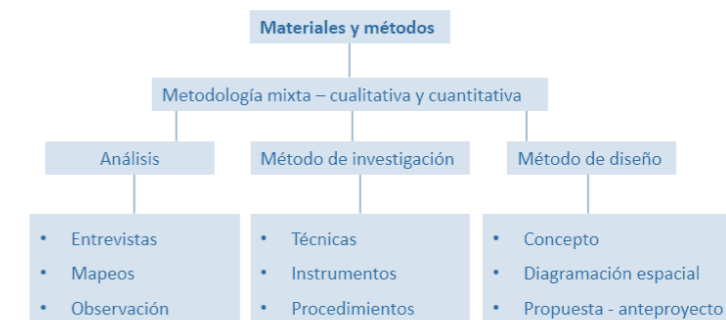 Materiales y métodos
Metodología mixta – cualitativa y cuantitativa
Análisis
Método de investigación
Método de diseño
• Entrevistas
• Mapeos
• Observación
• Técnicas
• Instrumentos
• Procedimientos
• Concepto
• Diagramación espacial
• Propuesta - anteproyecto